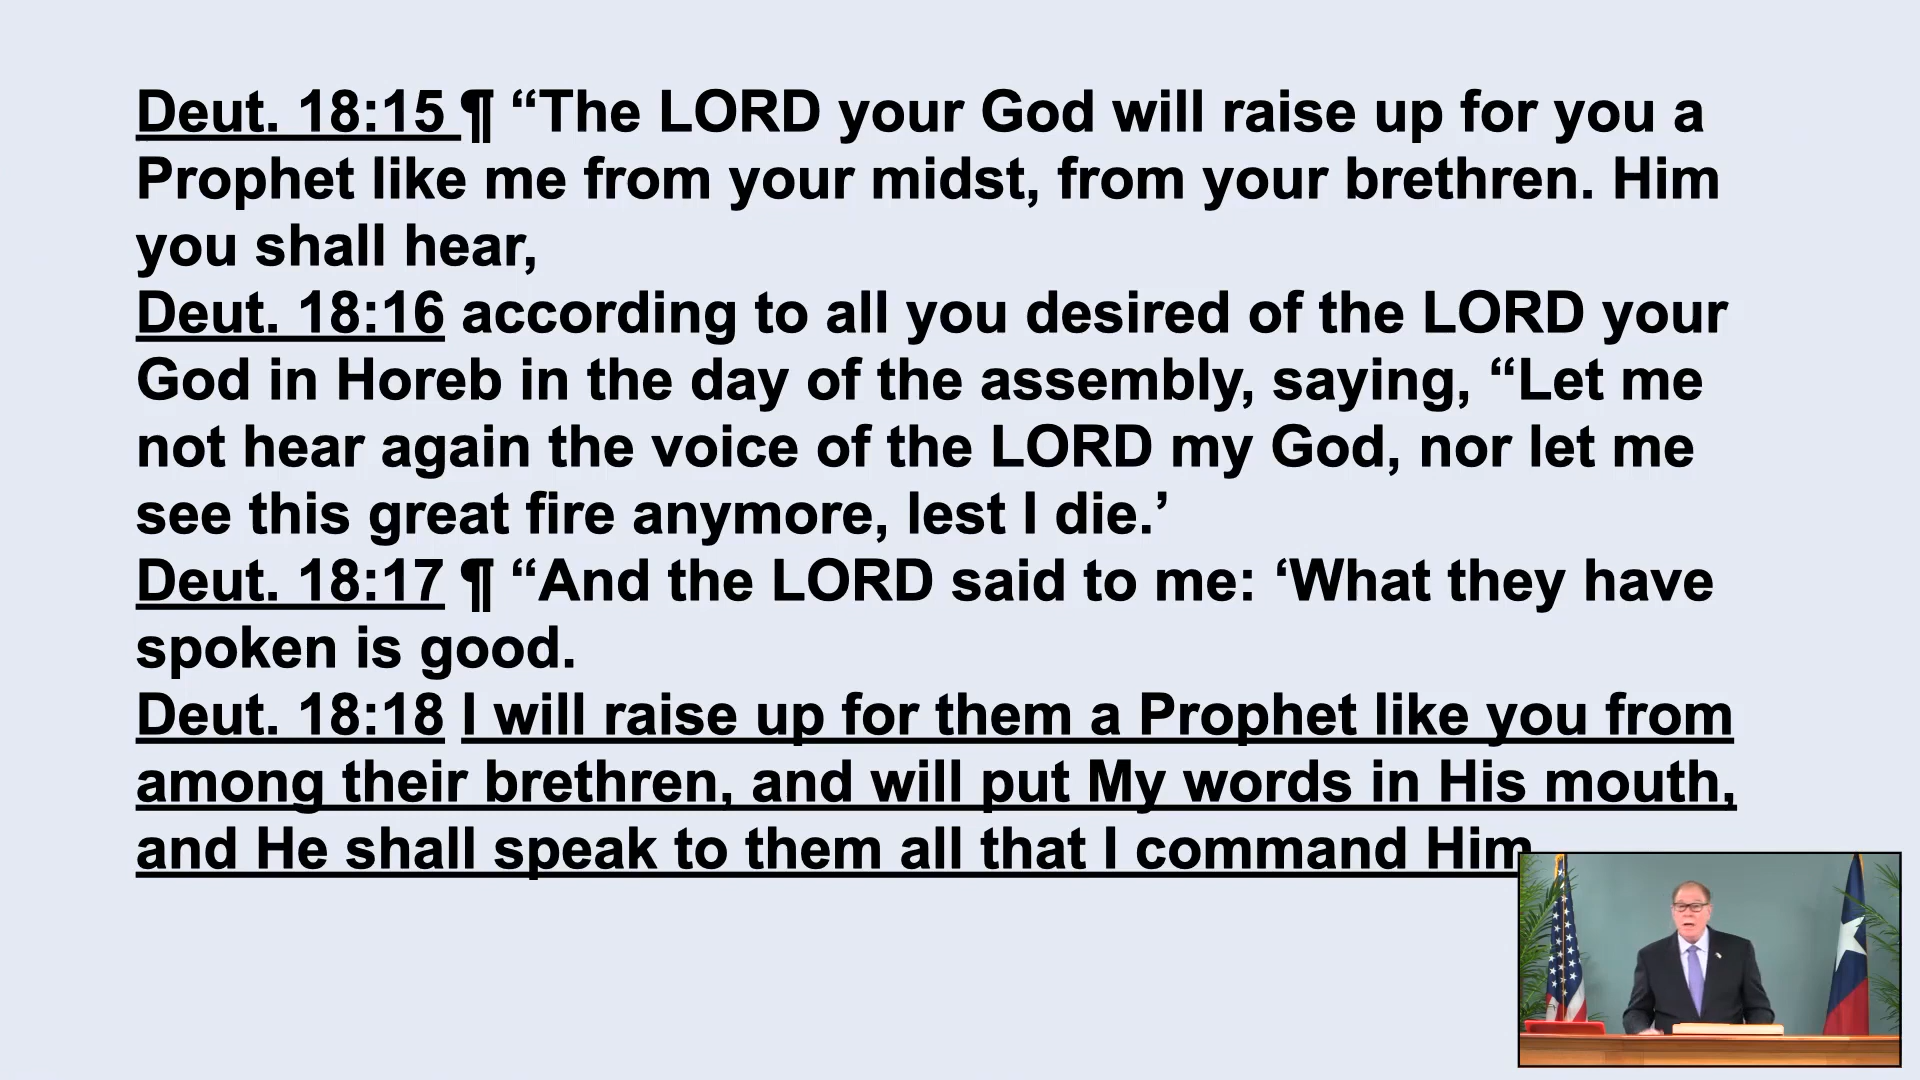 Deut. 18:15 ¶ “The LORD your God will raise up for you a
Prophet like me from your midst, from your brethren. Him
you shall hear,
Deut. 18:16 according to all you desired of the LORD your
God in Horeb in the day of the assembly, saying, “Let me
not hear again the voice of the LORD my God, nor let me
see this great fire anymore, lest I die.’
Deut. 18:17 ¶ “And the LORD said to me: ‘What they have
spoken is good.
Deut. 18:18 I will raise up for them a Prophet like you from
among their brethren, and will put My words in His mouth,
and He shall speak to them all that I command Him